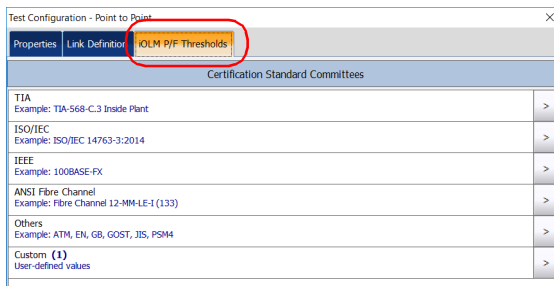 Test Configuration - Point to Point
Properties
Link Definition
iOLM P/F Thresholds
Certification Standard Committees
TIA
Example: TIA-568-C.3 Inside Plant
>
ISO/IEC
Example: ISO/IEC 14763-3:2014
>
IEEE
Example: 100BASE-FX
>
ANSI Fibre Channel
Example: Fibre Channel 12-MM-LE-I (133)
>
Others
Example: ATM, EN, GB, GOST, JIS, PSM4
>
Custom (1)
User-defined values
>